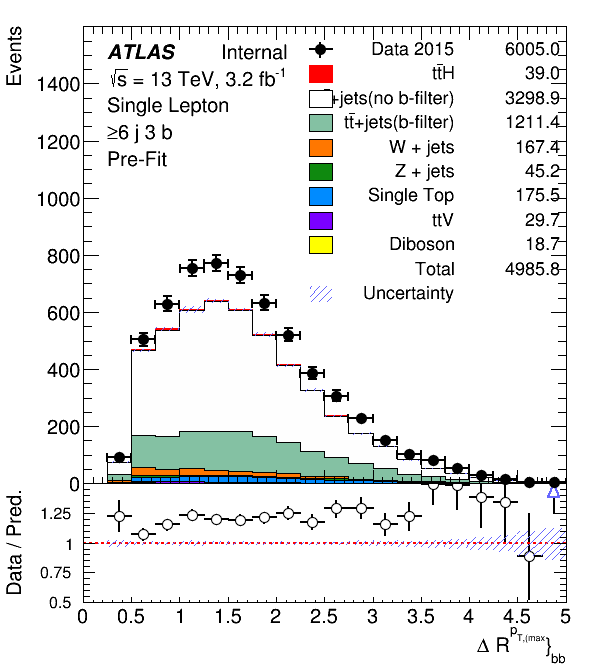 Events
ATLAS Internal
√s = 13 TeV, 3.2 fb⁻¹
Single Lepton
≥6 j 3 b
Pre-Fit
Data 2015 6005.0
tt̄H 39.0
+jets(no b-filter) 3298.9
tt̄+jets(b-filter) 1211.4
W + jets 167.4
Z + jets 45.2
Single Top 175.5
ttV 29.7
Diboson 18.7
Total 4985.8
Uncertainty
1400
1200
1000
800
600
400
200
0
Data / Pred.
1.25
1
0.75
0.5
0 0.5 1 1.5 2 2.5 3 3.5 4 4.5 5
Δ R^{p_{T,(max}}}_{bb}